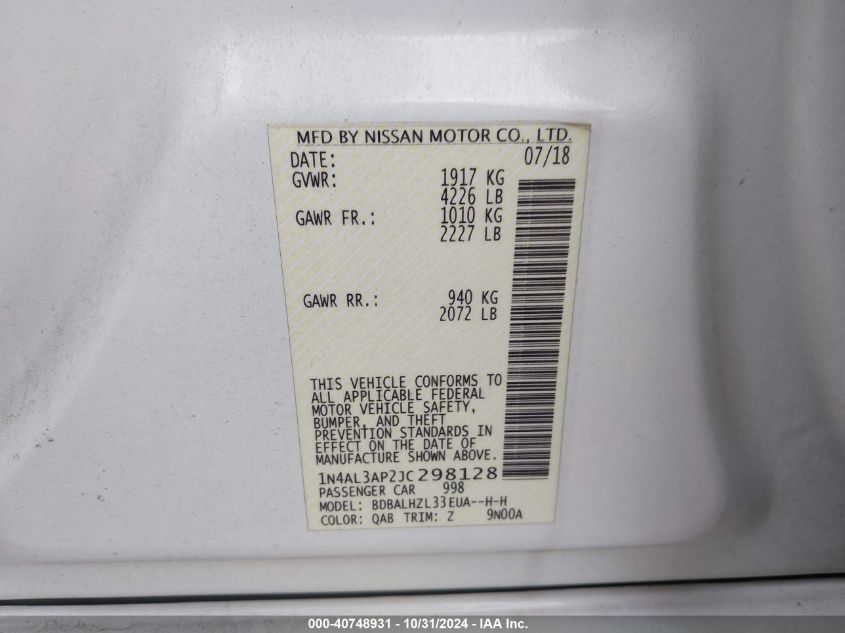 MFD BY NISSAN MOTOR CO., LTD.
DATE: 07/18
GVWR: 1917 KG
4226 LB
GAWR FR.: 1010 KG
2227 LB
GAWR RR.: 940 KG
2072 LB
THIS VEHICLE CONFORMS TO
ALL APPLICABLE FEDERAL
MOTOR VEHICLE SAFETY,
BUMPER, AND THEFT
PREVENTION STANDARDS IN
EFFECT ON THE DATE OF
MANUFACTURE SHOWN ABOVE.
1N4AL3AP2JC298128
PASSENGER CAR 998
MODEL: BDBALHZL33EUA--H-H
COLOR: QAB TRIM: Z 9N00A
000-40748931 - 10/31/2024 - IAA Inc.